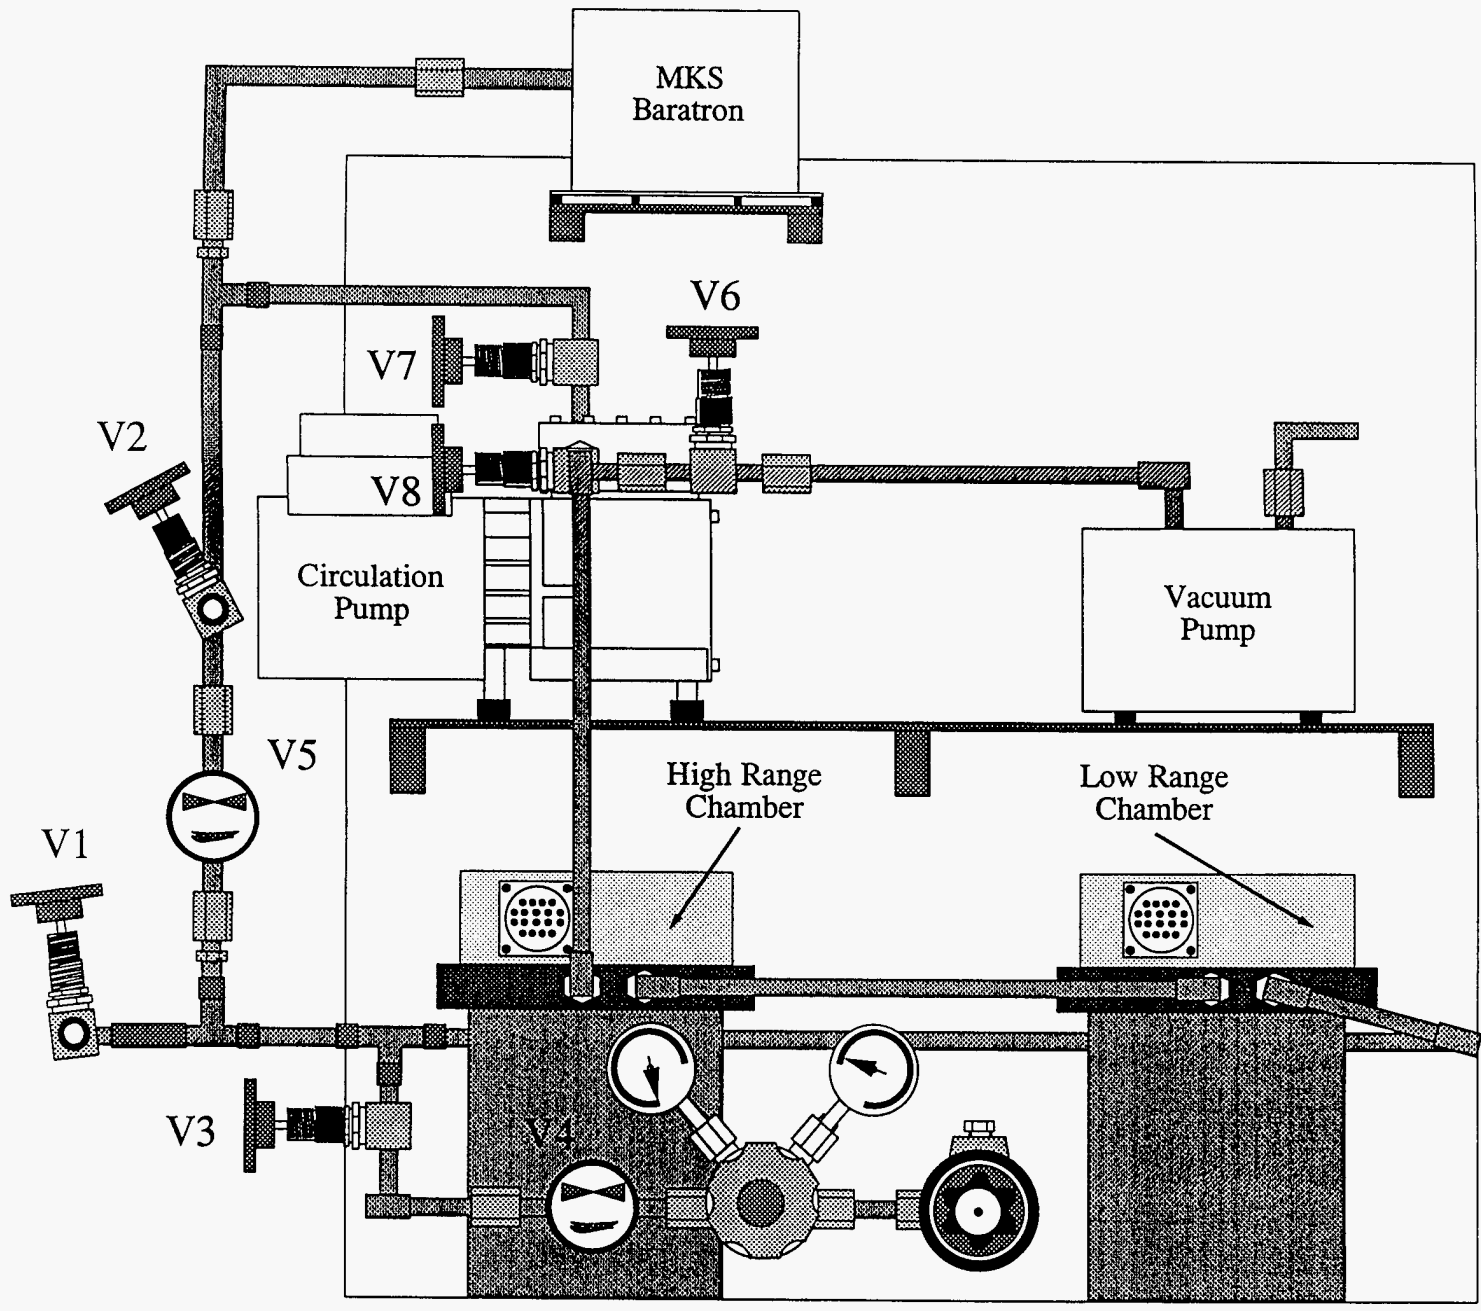 MKS
Baratron
V6
V7
V2
V8
Circulation
Pump
Vacuum
Pump
V5
High Range
Chamber
Low Range
Chamber
V1
V3
V4